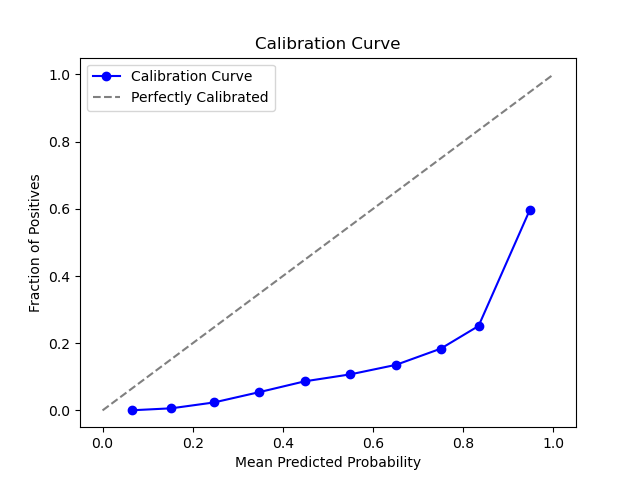 Calibration Curve
Calibration Curve
Perfectly Calibrated
1.0
0.8
0.6
0.4
0.2
0.0
Fraction of Positives
0.0 0.2 0.4 0.6 0.8 1.0
Mean Predicted Probability